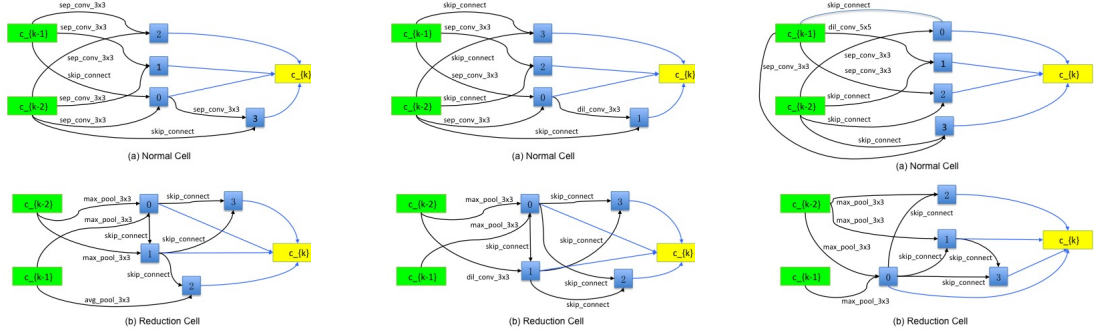 sep_conv_3x3
c_{k-1}
sep_conv_3x3
2
sep_conv_3x3
1
skip_connect
c_{k}
c_{k-2}
sep_conv_3x3
0
sep_conv_3x3
sep_conv_3x3
3
skip_connect
(a) Normal Cell
skip_connect
c_{k-1}
sep_conv_3x3
3
sep_conv_3x3
2
sep_conv_3x3
c_{k}
c_{k-2}
skip_connect
0
dil_conv_3x3
sep_conv_3x3
1
skip_connect
(a) Normal Cell
skip_connect
c_{k-1}
dil_conv_5x5
0
sep_conv_3x3
1
sep_conv_3x3
sep_conv_3x3
c_{k}
c_{k-2}
skip_connect
2
skip_connect
3
skip_connect
(a) Normal Cell
c_{k-2}
max_pool_3x3
0
skip_connect
3
max_pool_3x3
skip_connect
skip_connect
1
c_{k}
max_pool_3x3
c_{k-1}
skip_connect
2
avg_pool_3x3
(b) Reduction Cell
c_{k-2}
max_pool_3x3
0
skip_connect
3
max_pool_3x3
skip_connect
c_{k}
c_{k-1}
dil_conv_3x3
1
skip_connect
2
skip_connect
(b) Reduction Cell
c_{k-2}
max_pool_3x3
2
max_pool_3x3
skip_connect
1
c_{k}
max_pool_3x3
skip_connect
c_{k-1}
0
3
skip_connect
max_pool_3x3
(b) Reduction Cell